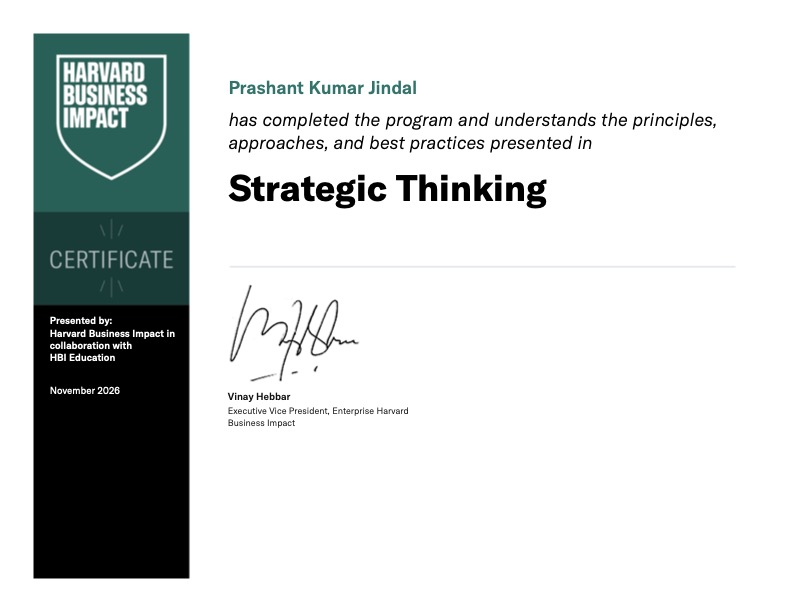 HARVARD
BUSINESS
IMPACT
CERTIFICATE
Presented by:
Harvard Business Impact in
collaboration with
HBI Education
November 2026
Prashant Kumar Jindal
has completed the program and understands the principles,
approaches, and best practices presented in
Strategic Thinking
Vinay Hebbar
Executive Vice President, Enterprise Harvard
Business Impact